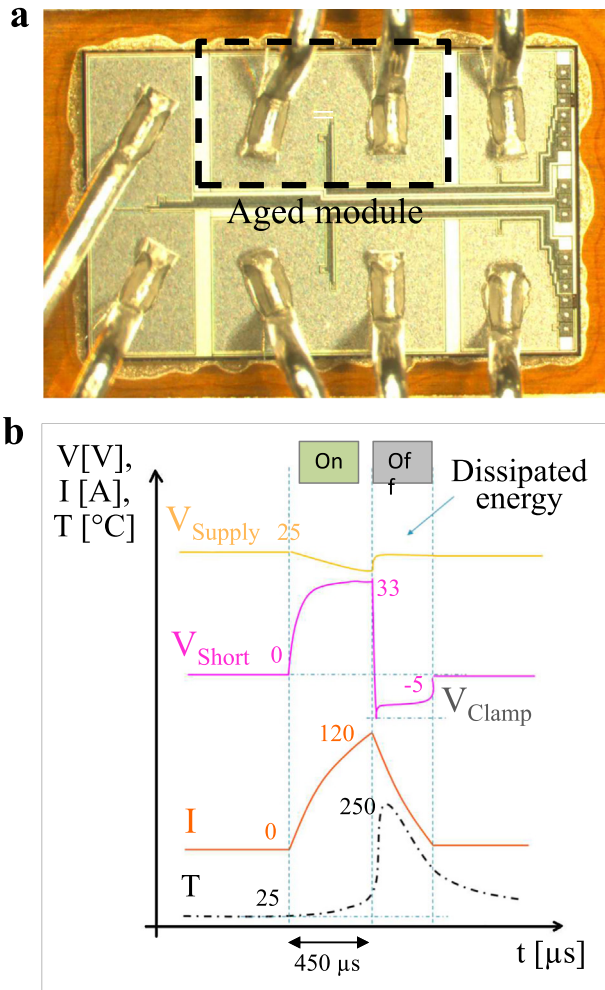 a
Aged module
b
V[V],
I [A],
T [°C]
On
Of
f
Dissipated
energy
VSupply 25
33
VShort 0
-5
VClamp
120
I 0
250
T 25
450 µs
t [µs]